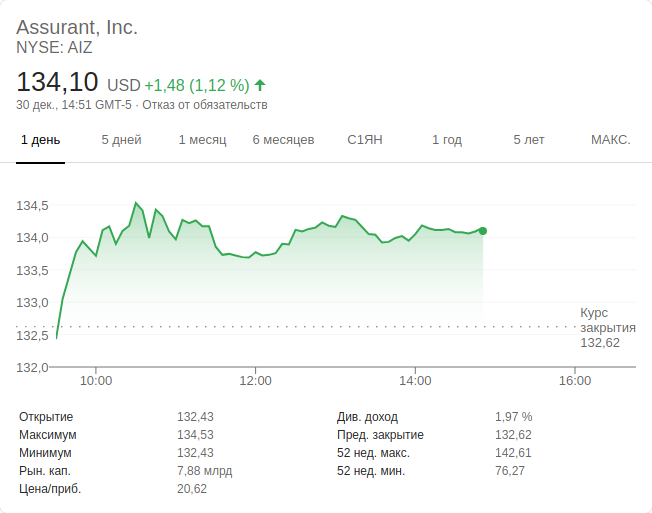 Assurant, Inc.
NYSE: AIZ
134,10 USD +1,48 (1,12 %)
30 дек., 14:51 GMT-5 · Отказ от обязательств
1 день 5 дней 1 месяц 6 месяцев С1ЯН 1 год 5 лет МАКС.
134,5
134,0
133,5
133,0
132,5
132,0
Курс
закрытия
132,62
10:00 12:00 14:00 16:00
Открытие 132,43
Максимум 134,53
Минимум 132,43
Рын. кап. 7,88 млрд
Цена/приб. 20,62
Див. доход 1,97 %
Пред. закрытие 132,62
52 нед. макс. 142,61
52 нед. мин. 76,27